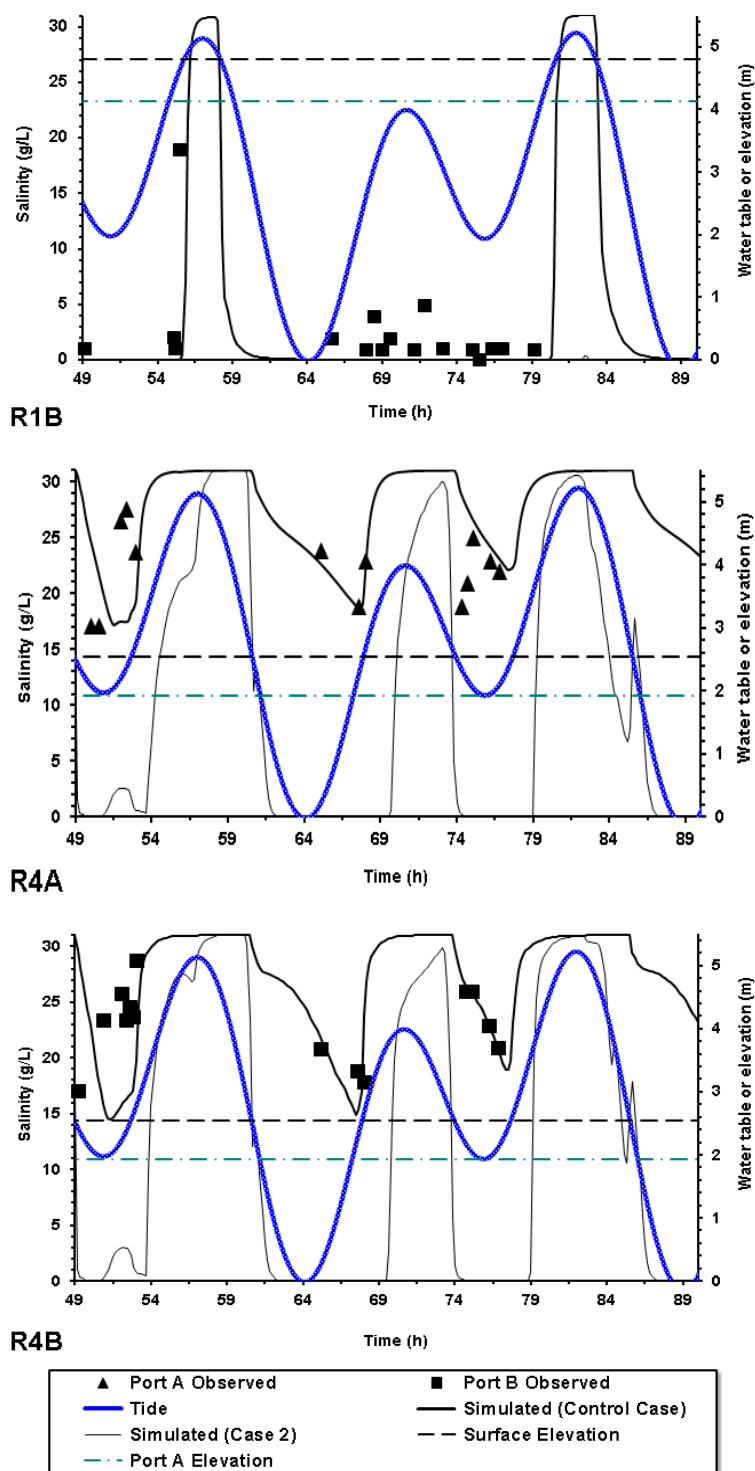 30
25
20
15
10
5
0
Salinity (g/L)
5
4
3
2
1
0
Water table or elevation (m)
49 54 59 64 69 74 79 84 89
Time (h)
R1B
30
25
20
15
10
5
0
Salinity (g/L)
5
4
3
2
1
0
Water table or elevation (m)
49 54 59 64 69 74 79 84 89
Time (h)
R4A
30
25
20
15
10
5
0
Salinity (g/L)
5
4
3
2
1
0
Water table or elevation (m)
49 54 59 64 69 74 79 84 89
Time (h)
R4B
Port A Observed Port B Observed
Tide Simulated (Control Case)
Simulated (Case 2) Surface Elevation
Port A Elevation